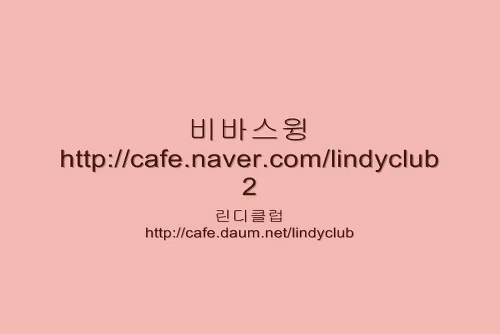 비바스윙
http://cafe.naver.com/lindyclub
2
린디클럽
http://cafe.daum.net/lindyclub